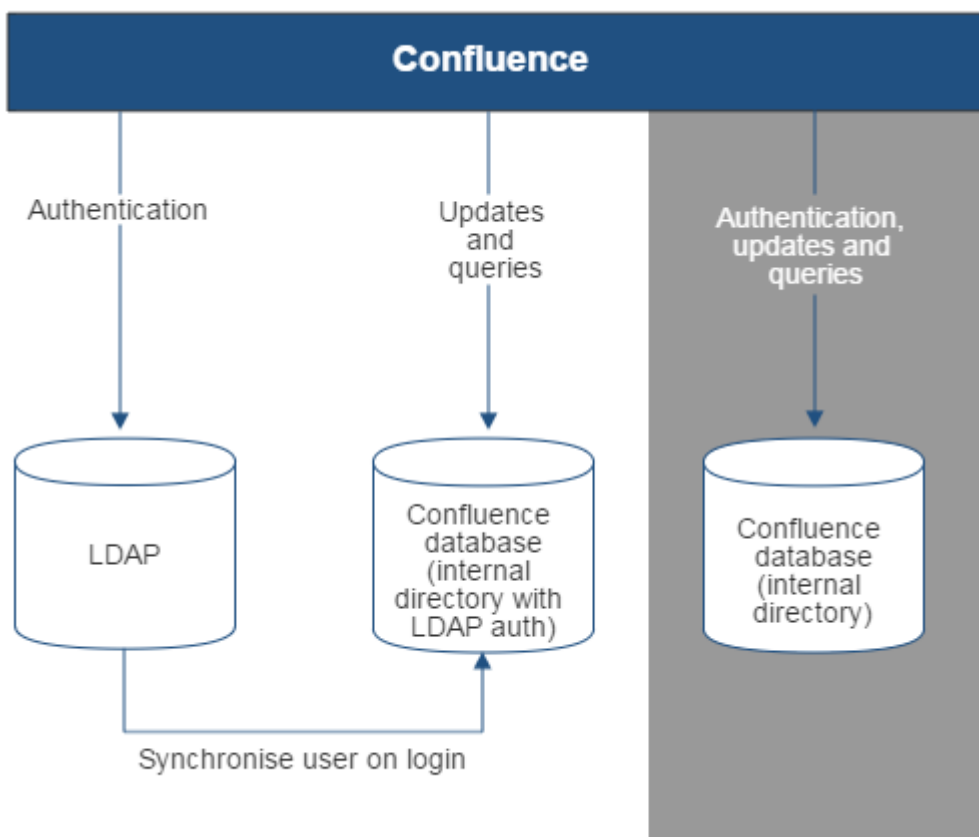 Confluence
Authentication
Updates
and
queries
Authentication,
updates and
queries
LDAP
Confluence
database
(internal
directory with
LDAP auth)
Confluence
database
(internal
directory)
Synchronise user on login